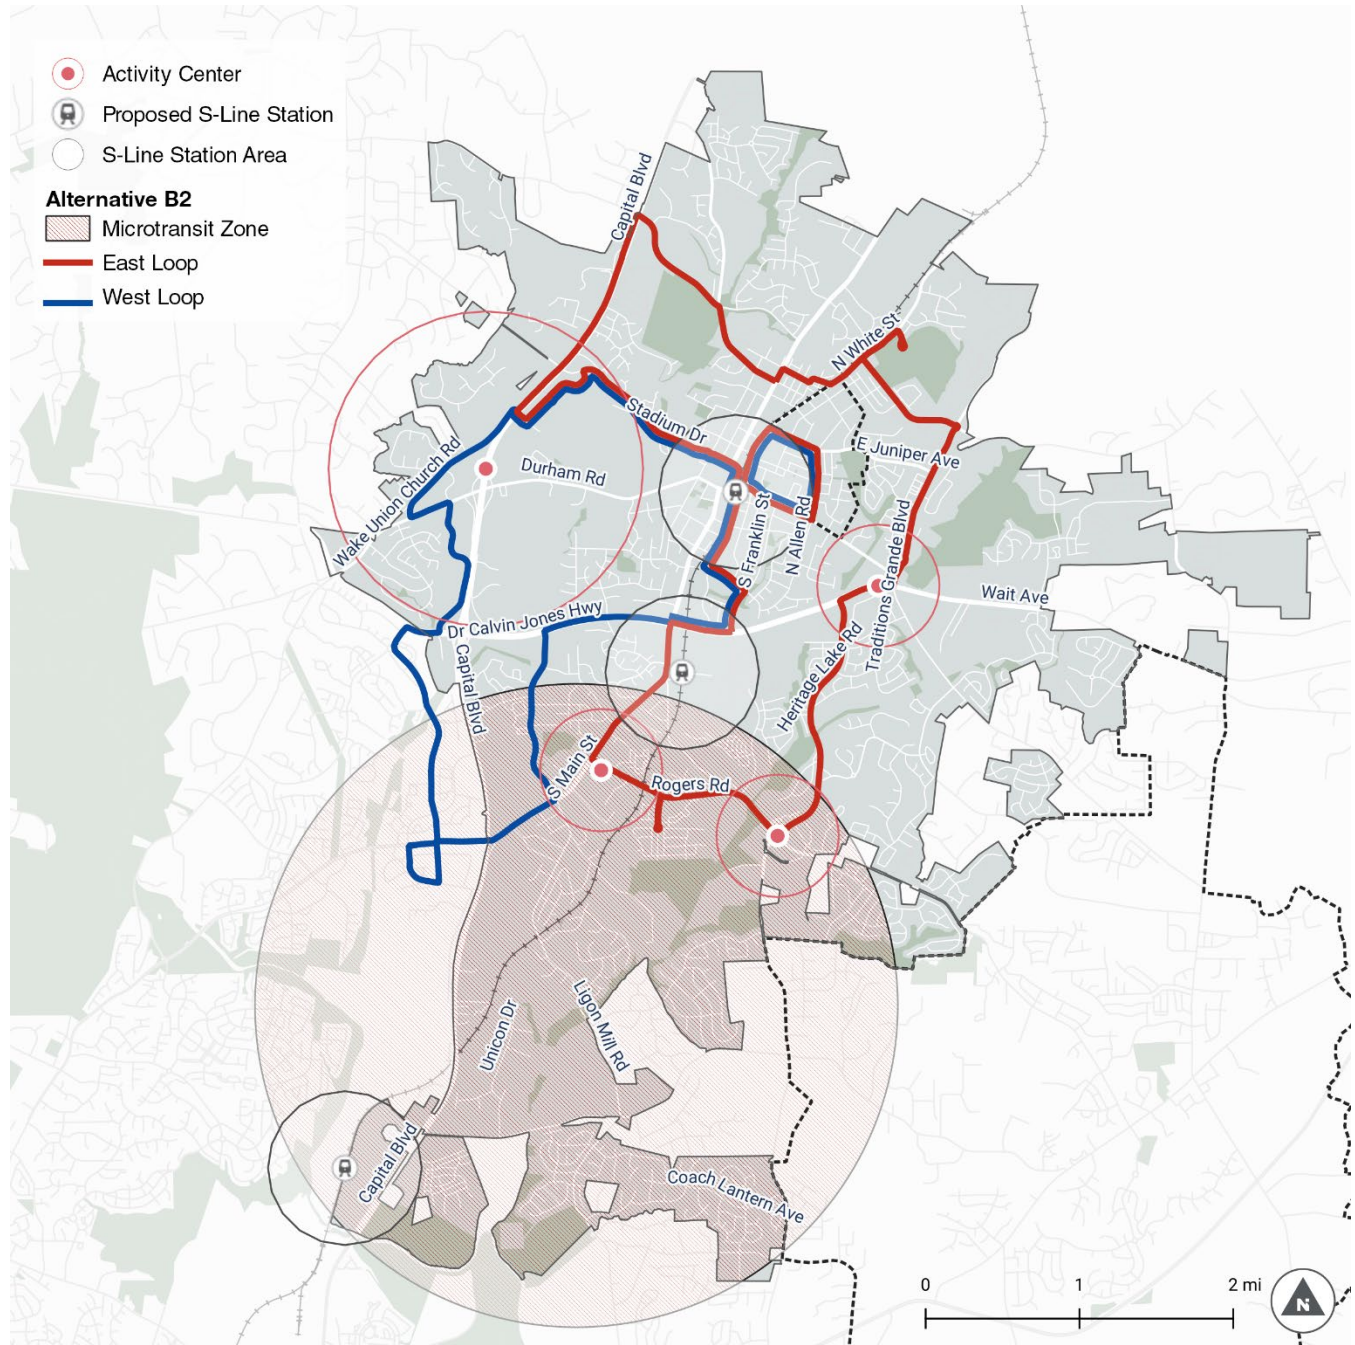 Activity Center
Proposed S-Line Station
S-Line Station Area
Alternative B2
Microtransit Zone
East Loop
West Loop
Capital Blvd
N White St
Stadium Dr
E Juniper Ave
Wake Union Church Rd
Durham Rd
S Franklin St
N Allen Rd
Traditions Grande Blvd
Wait Ave
Dr Calvin Jones Hwy
Capital Blvd
Heritage Lake Rd
S Main St
Rogers Rd
Unicon Dr
Ligon Mill Rd
Capital Blvd
Coach Lantern Ave
0 1 2 mi
N